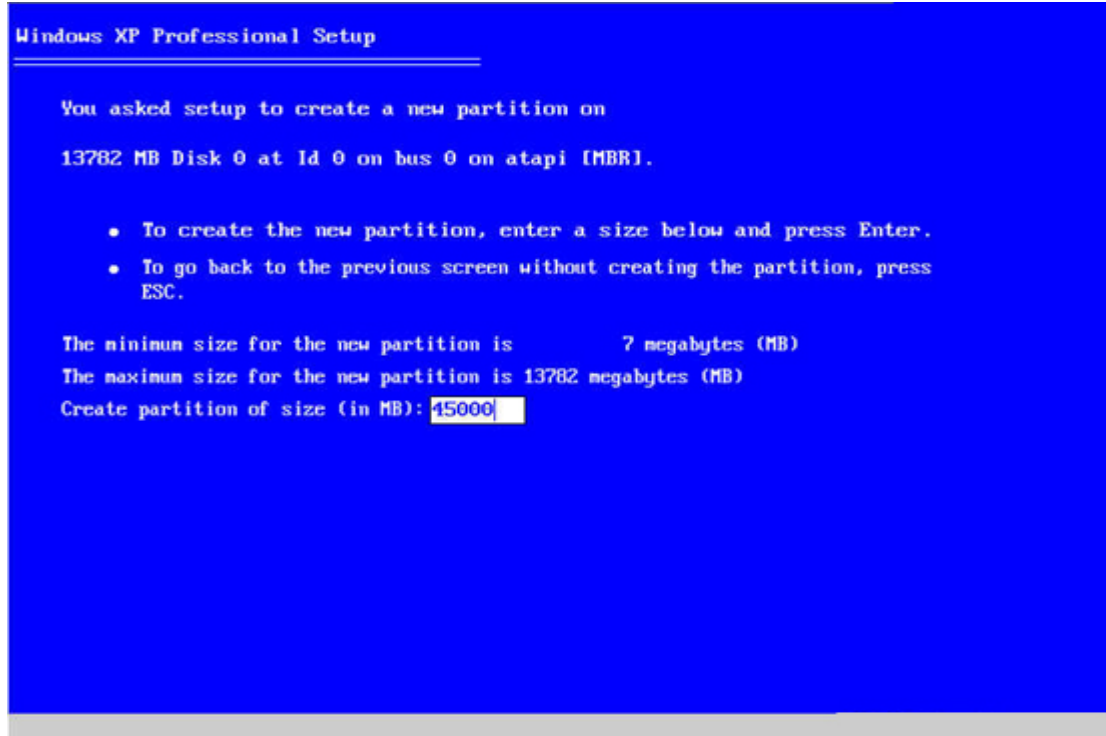 Windows XP Professional Setup
You asked setup to create a new partition on
13782 MB Disk 0 at Id 0 on bus 0 on atapi [MBR].
• To create the new partition, enter a size below and press Enter.
• To go back to the previous screen without creating the partition, press
ESC.
The minimum size for the new partition is 7 megabytes (MB)
The maximum size for the new partition is 13782 megabytes (MB)
Create partition of size (in MB): 45000